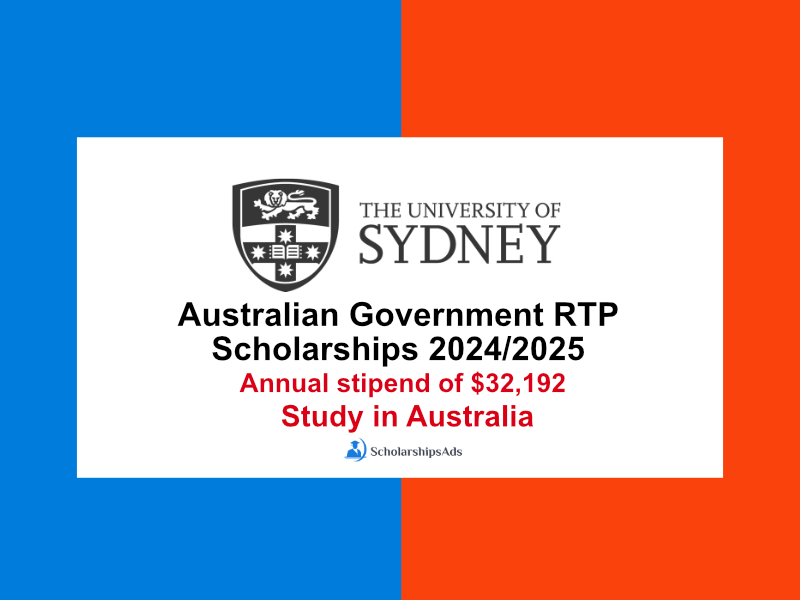 THE UNIVERSITY OF
SYDNEY
Australian Government RTP
Scholarships 2024/2025
Annual stipend of $32,192
Study in Australia
ScholarshipsAds